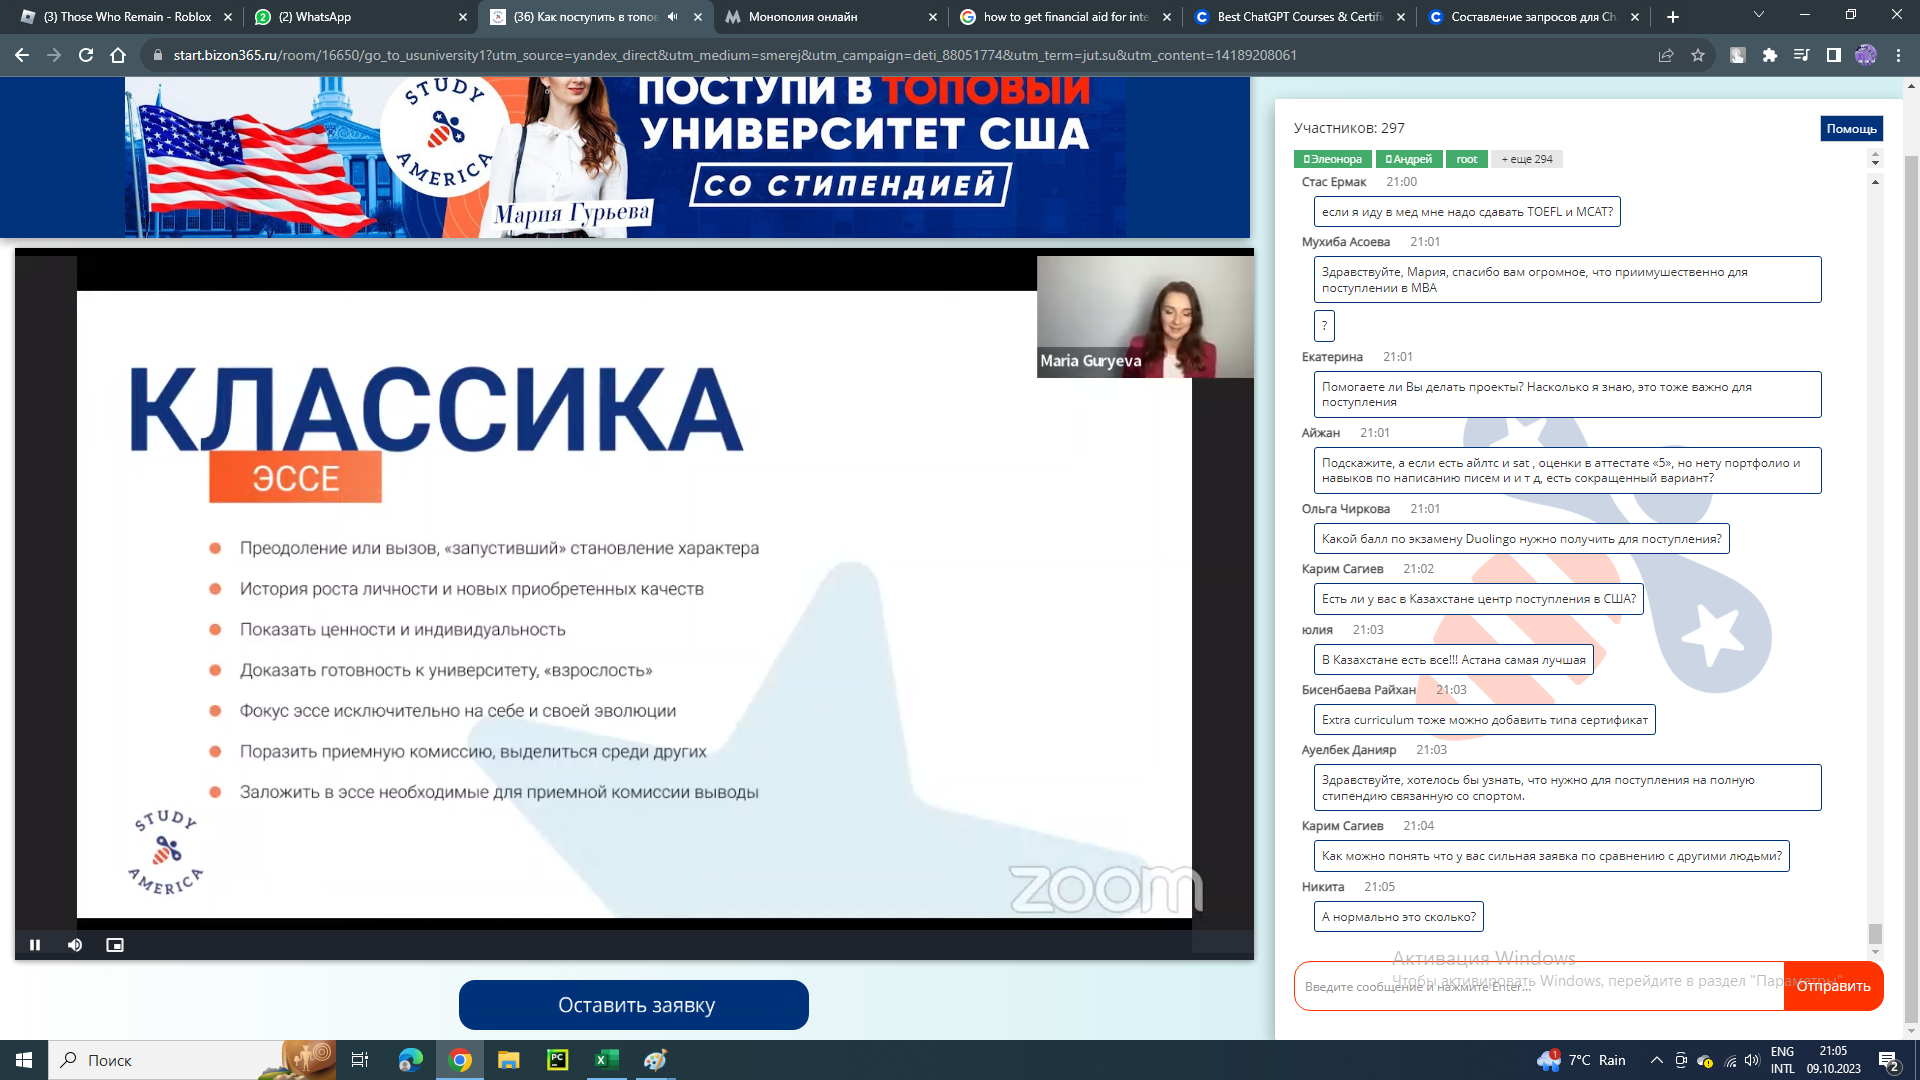 (3) Those Who Remain - Roblox
(2) WhatsApp
(36) Как поступить в топов
Монополия онлайн
how to get financial aid for inte
Best ChatGPT Courses & Certifi
Составление запросов для Ch
start.bizon365.ru/room/16650/go_to_usuniversity1?utm_source=yandex_direct&utm_medium=smerej&utm_campaign=deti_88051774&utm_term=jut.su&utm_content=14189208061
STUDY
AMERICA
ПОСТУПИ В ТОПОВЫЙ
УНИВЕРСИТЕТ США
СО СТИПЕНДИЕЙ
Мария Гурьева
Maria Guryeva
КЛАССИКА
ЭССЕ
Преодоление или вызов, «запустивший» становление характера
История роста личности и новых приобретенных качеств
Показать ценности и индивидуальность
Доказать готовность к университету, «взрослость»
Фокус эссе исключительно на себе и своей эволюции
Поразить приемную комиссию, выделиться среди других
Заложить в эссе необходимые для приемной комиссии выводы
STUDY
AMERICA
zoom
Оставить заявку
Участников: 297
Помощь
Элеонора
Андрей
root
+ еще 294
Стас Ермак 21:00
если я иду в мед мне надо сдавать TOEFL и MCAT?
Мухиба Асоева 21:01
Здравствуйте, Мария, спасибо вам огромное, что приимушественно для
поступлении в МВА
?
Екатерина 21:01
Помогаете ли Вы делать проекты? Насколько я знаю, это тоже важно для
поступления
Айжан 21:01
Подскажите, а если есть айлтс и sat , оценки в аттестате «5», но нету портфолио и
навыков по написанию писем и и т д, есть сокращенный вариант?
Ольга Чиркова 21:01
Какой балл по экзамену Duolingo нужно получить для поступления?
Карим Сагиев 21:02
Есть ли у вас в Казахстане центр поступления в США?
юлия 21:03
В Казахстане есть все!!! Астана самая лучшая
Бисенбаева Райхан 21:03
Extra curriculum тоже можно добавить типа сертификат
Ауелбек Данияр 21:03
Здравствуйте, хотелось бы узнать, что нужно для поступления на полную
стипендию связанную со спортом.
Карим Сагиев 21:04
Как можно понять что у вас сильная заявка по сравнению с другими людьми?
Никита 21:05
А нормально это сколько?
Активация Windows
Чтобы активировать Windows, перейдите в раздел "Параметры".
Введите сообщение и нажмите Enter...
Отправить
Поиск
7°C Rain
ENG
INTL
21:05
09.10.2023
2